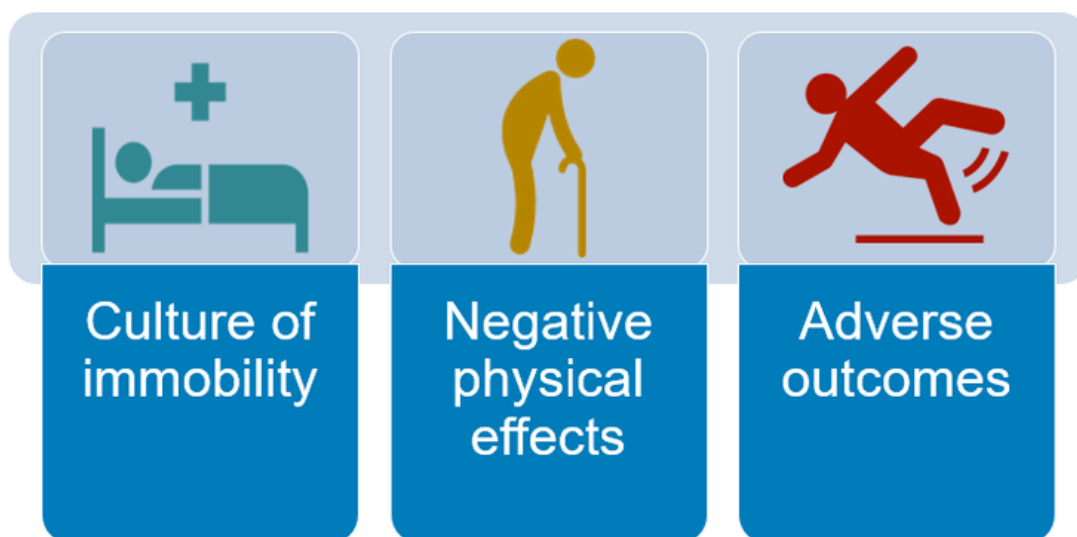 Culture of
immobility
Negative
physical
effects
Adverse
outcomes